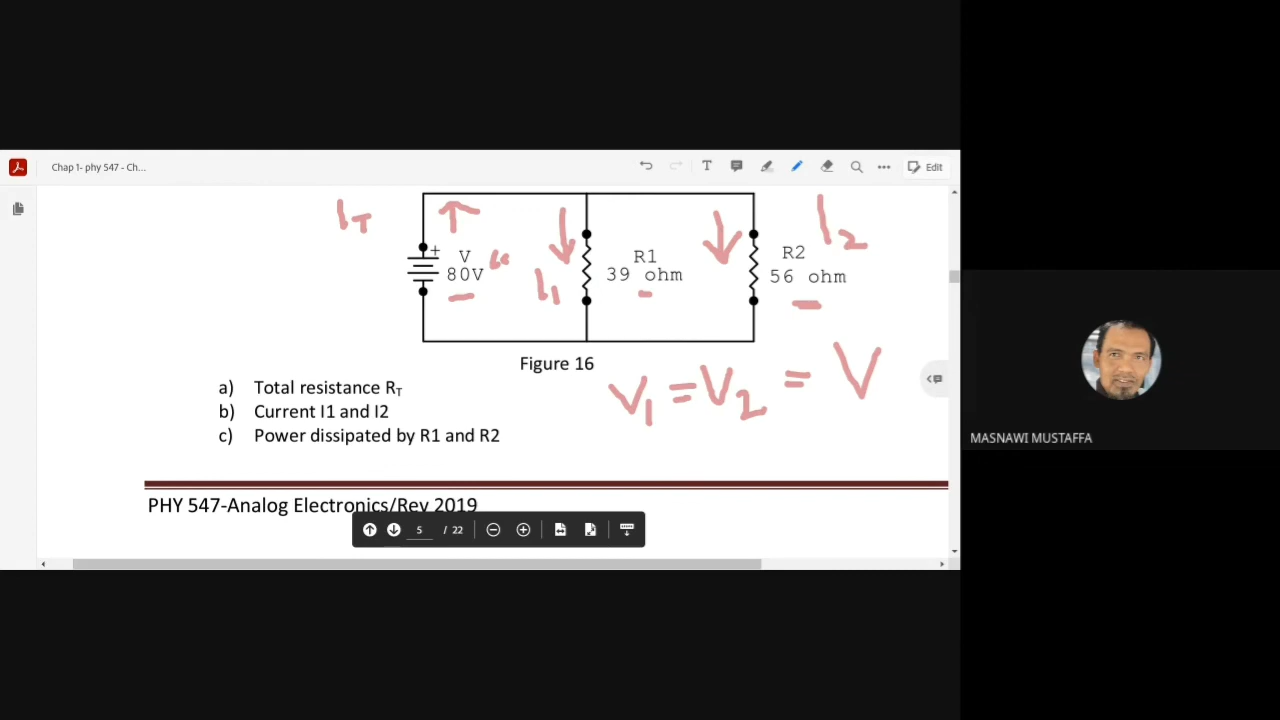 Chap 1- phy 547 - Ch...
Edit
I_T
+
V
80V
I1
R1
39 ohm
I2
R2
56 ohm
Figure 16
V1 = V2 = V
a) Total resistance RT
b) Current I1 and I2
c) Power dissipated by R1 and R2
MASNAWI MUSTAFFA
PHY 547-Analog Electronics/Rev 2019
5 / 22